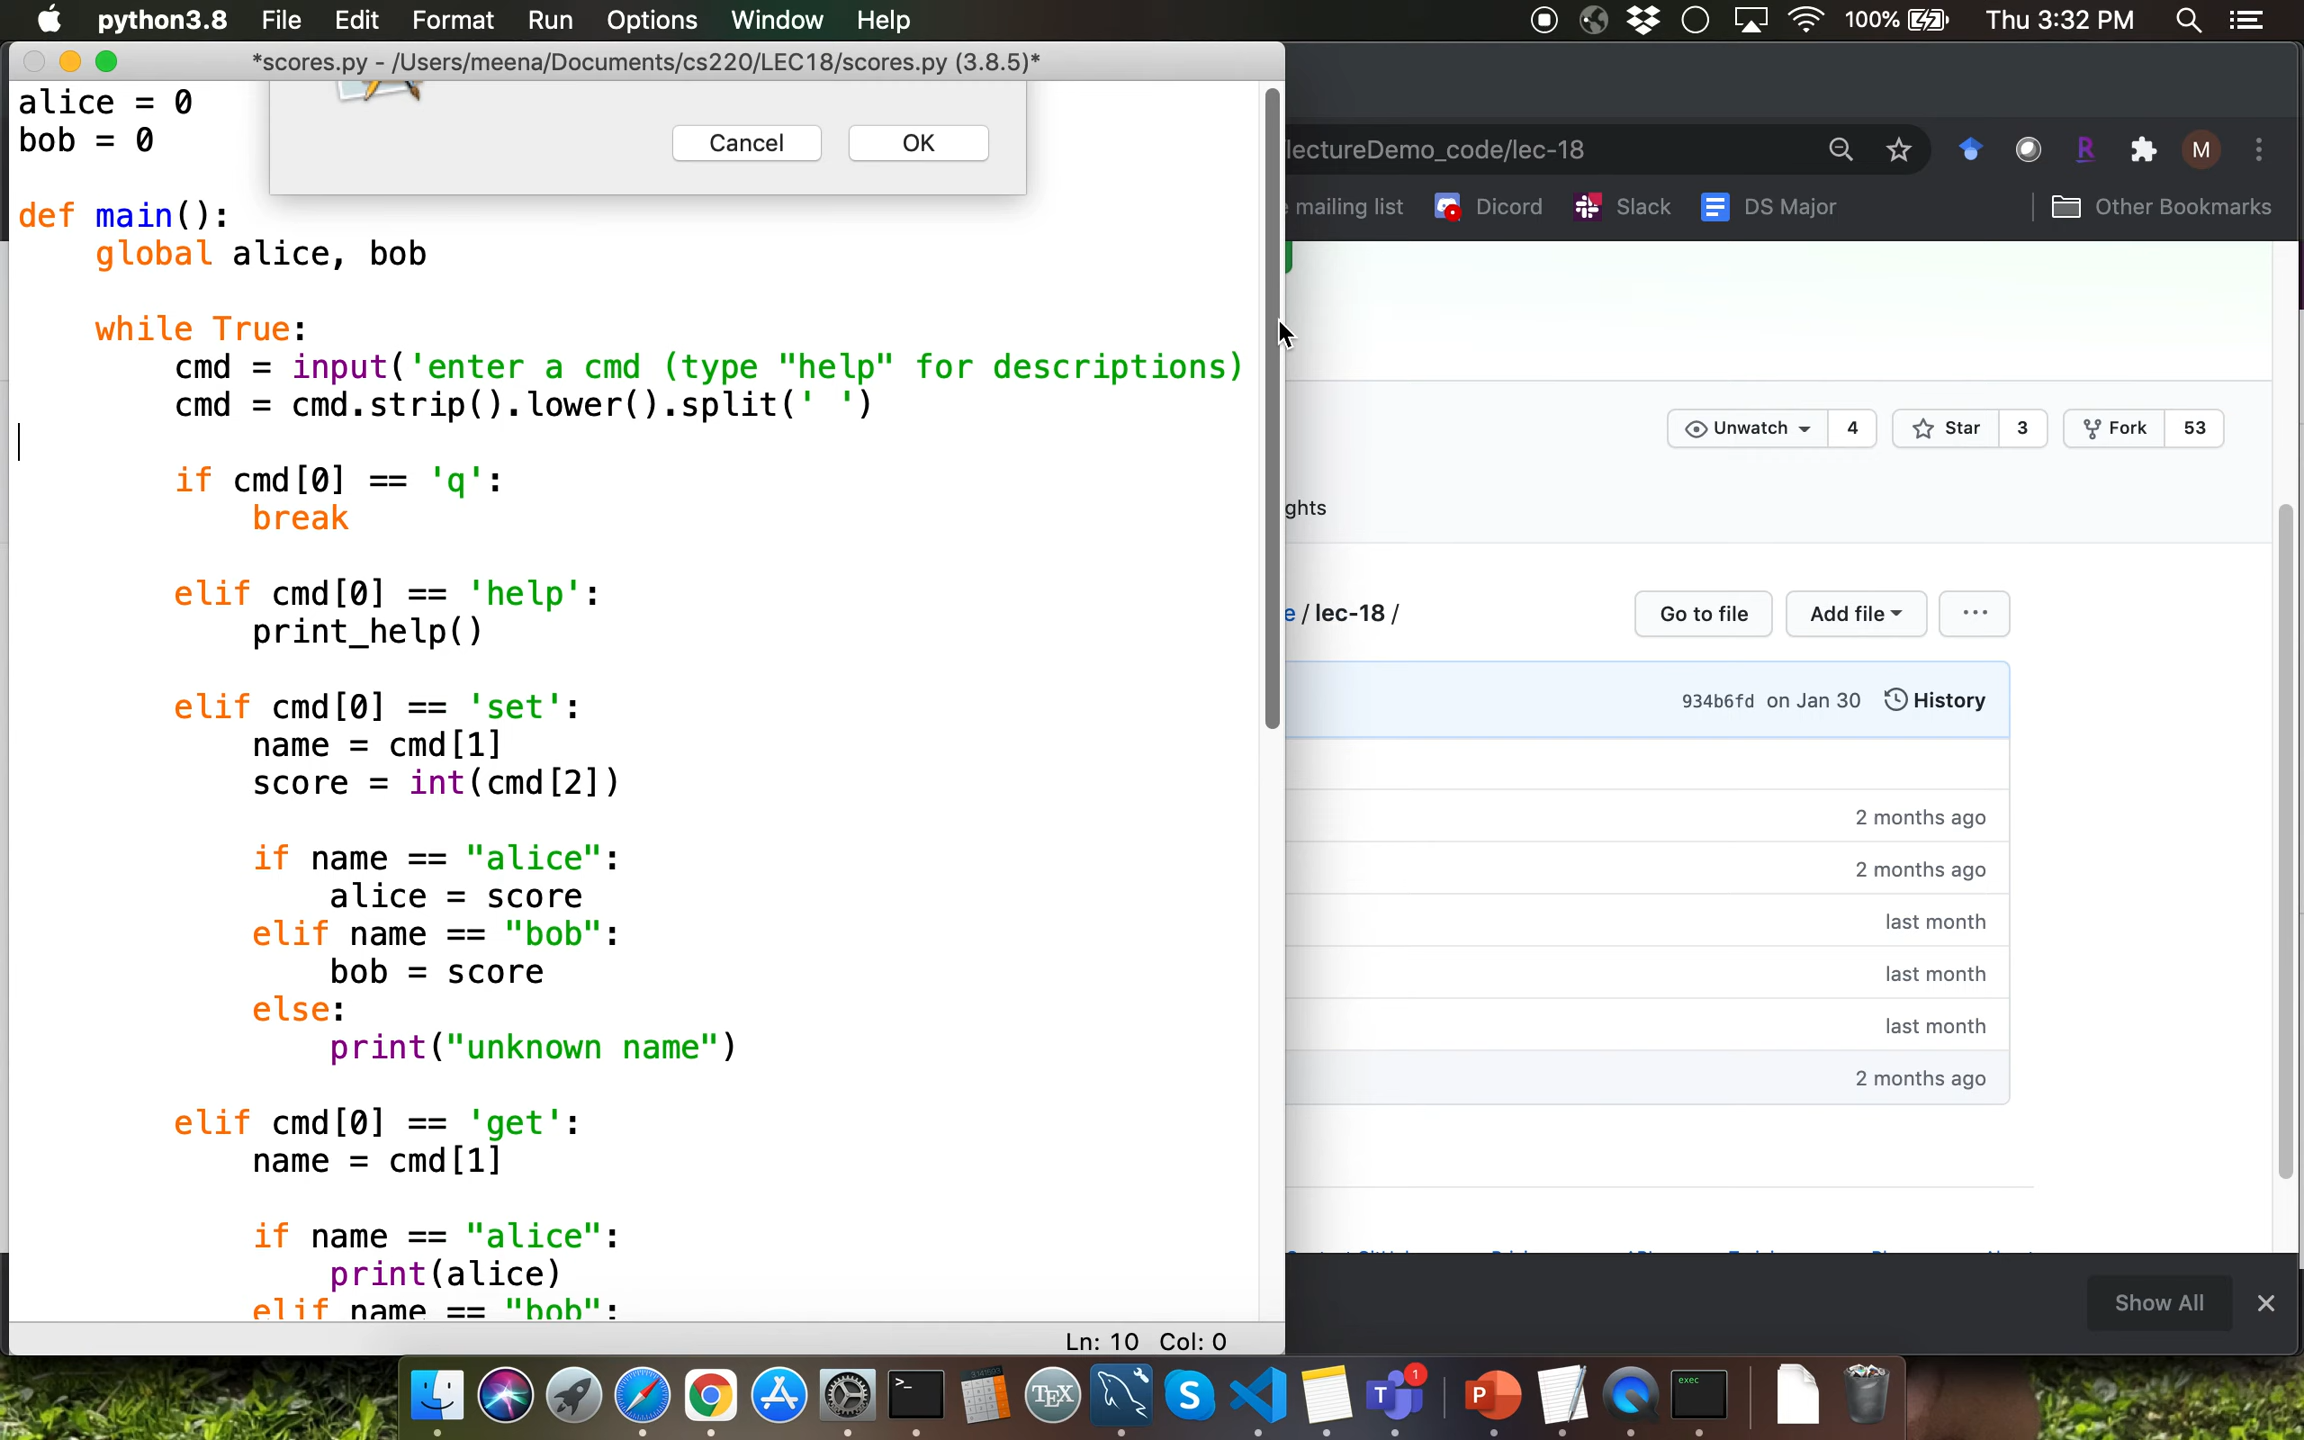 python3.8 File Edit Format Run Options Window Help 100% Thu 3:32 PM
*scores.py - /Users/meena/Documents/cs220/LEC18/scores.py (3.8.5)*
Cancel OK
alice = 0
bob = 0
def main():
global alice, bob
while True:
cmd = input('enter a cmd (type "help" for descriptions)
cmd = cmd.strip().lower().split(' ')
if cmd[0] == 'q':
break
elif cmd[0] == 'help':
print_help()
elif cmd[0] == 'set':
name = cmd[1]
score = int(cmd[2])
if name == "alice":
alice = score
elif name == "bob":
bob = score
else:
print("unknown name")
elif cmd[0] == 'get':
name = cmd[1]
if name == "alice":
print(alice)
elif name == "bob":
Ln: 10 Col: 0
lectureDemo_code/lec-18
M
mailing list Dicord Slack DS Major Other Bookmarks
Unwatch 4 Star 3 Fork 53
ghts
e / lec-18 / Go to file Add file ...
934b6fd on Jan 30 History
2 months ago
2 months ago
last month
last month
last month
2 months ago
Show All
exec
TEX
S
T 1
P